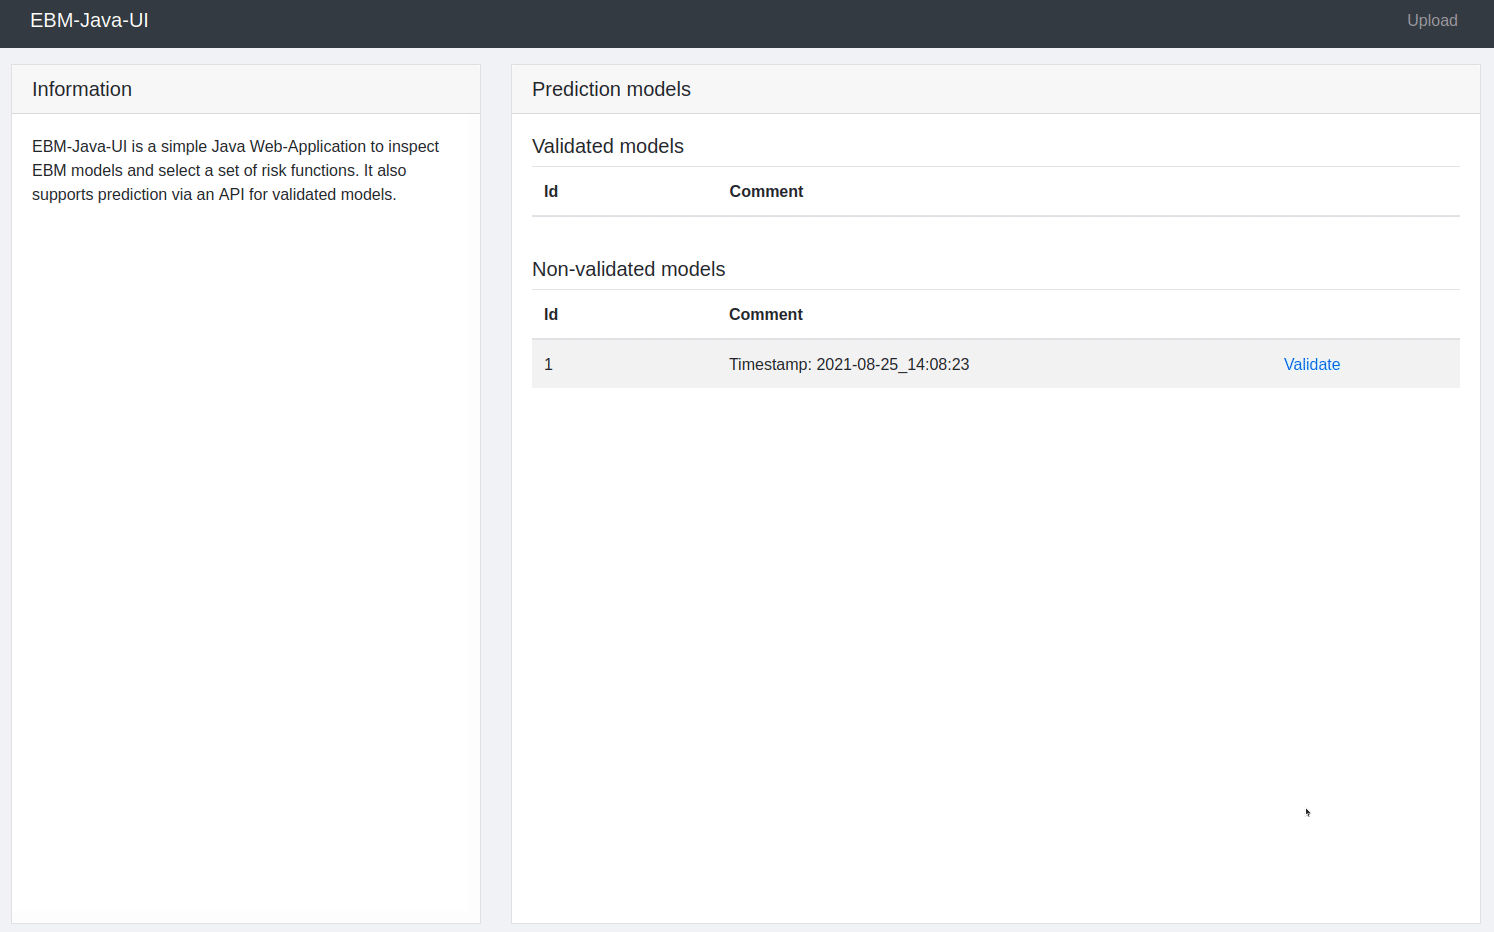 EBM-Java-UI
Upload
Information
EBM-Java-UI is a simple Java Web-Application to inspect
EBM models and select a set of risk functions. It also
supports prediction via an API for validated models.
Prediction models
Validated models
Id Comment
Non-validated models
Id Comment
1 Timestamp: 2021-08-25_14:08:23 Validate